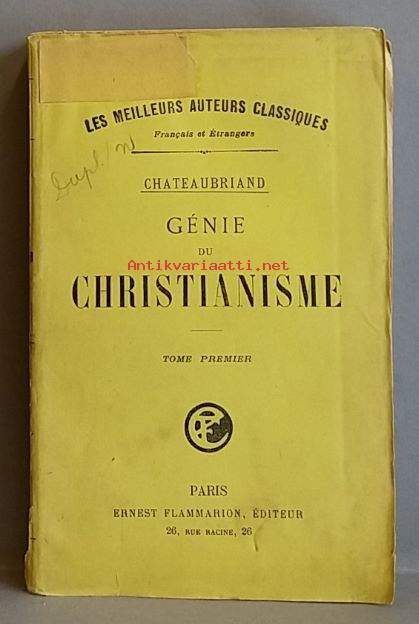 LES MEILLEURS AUTEURS CLASSIQUES
Français et Étrangers
Dupl.
CHATEAUBRIAND
GÉNIE
DU
Antikvariaatti.net
CHRISTIANISME
TOME PREMIER
PARIS
ERNEST FLAMMARION, ÉDITEUR
26, RUE RACINE, 26